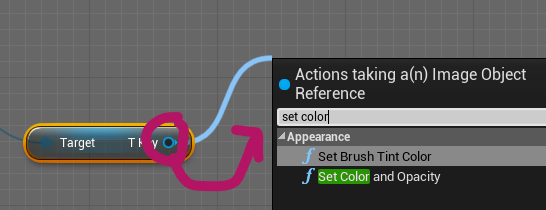 Target
T Key
Actions taking a(n) Image Object
Reference
set color
Appearance
Set Brush Tint Color
Set Color and Opacity